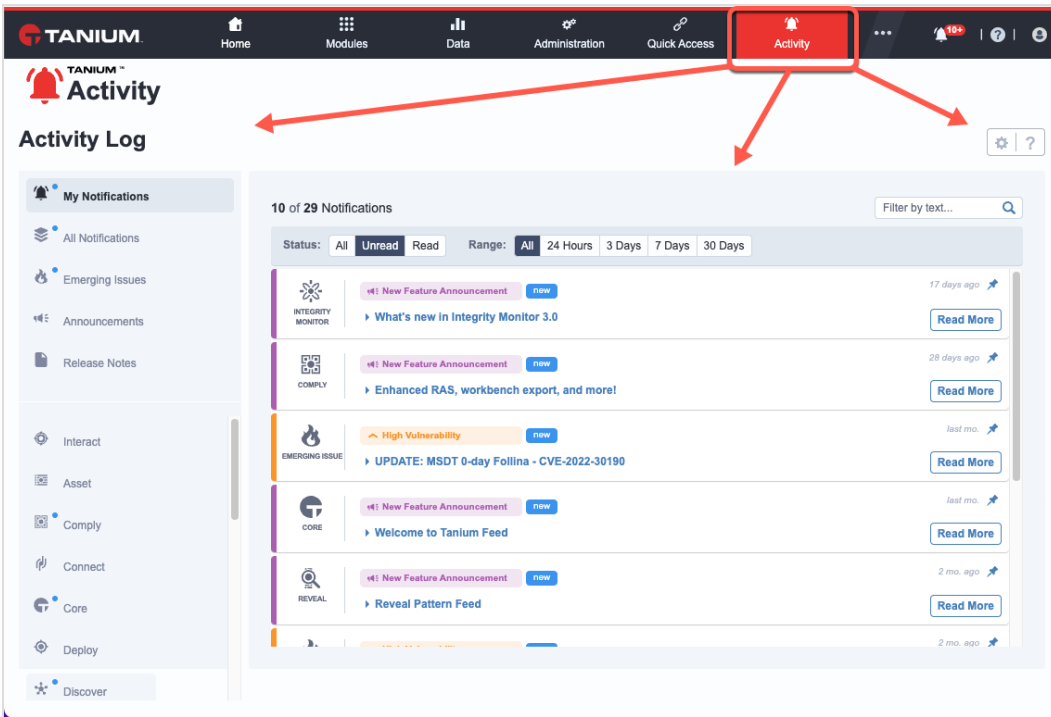 TANIUM
Home
Modules
Data
Administration
Quick Access
Activity
10+
?
TANIUM™
Activity
Activity Log
?
My Notifications
All Notifications
Emerging Issues
Announcements
Release Notes
Interact
Asset
Comply
Connect
Core
Deploy
Discover
10 of 29 Notifications
Filter by text...
Status: All Unread Read Range: All 24 Hours 3 Days 7 Days 30 Days
INTEGRITY
MONITOR
New Feature Announcement new
17 days ago
What's new in Integrity Monitor 3.0
Read More
COMPLY
New Feature Announcement new
28 days ago
Enhanced RAS, workbench export, and more!
Read More
EMERGING ISSUE
High Vulnerability new
last mo.
UPDATE: MSDT 0-day Follina - CVE-2022-30190
Read More
CORE
New Feature Announcement new
last mo.
Welcome to Tanium Feed
Read More
REVEAL
New Feature Announcement new
2 mo. ago
Reveal Pattern Feed
Read More
2 mo. ago